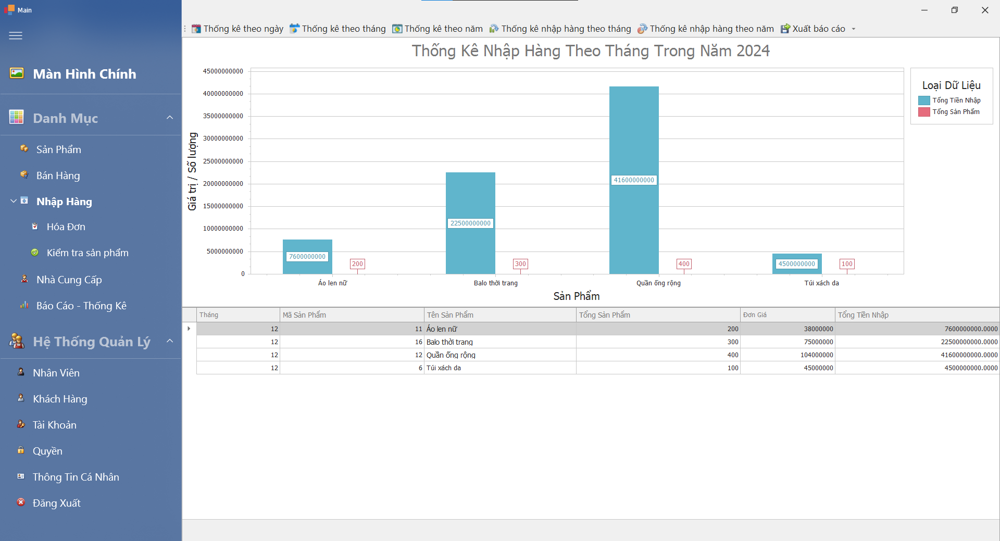 Main
Màn Hình Chính
Danh Mục
Sản Phẩm
Bán Hàng
Nhập Hàng
Hóa Đơn
Kiểm tra sản phẩm
Nhà Cung Cấp
Báo Cáo - Thống Kê
Hệ Thống Quản Lý
Nhân Viên
Khách Hàng
Tài Khoản
Quyền
Thông Tin Cá Nhân
Đăng Xuất
Thống kê theo ngày Thống kê theo tháng Thống kê theo năm Thống kê nhập hàng theo tháng Thống kê nhập hàng theo năm Xuất báo cáo
Thống Kê Nhập Hàng Theo Tháng Trong Năm 2024
Giá trị / Số lượng
45000000000
40000000000
35000000000
30000000000
25000000000
20000000000
15000000000
10000000000
5000000000
0
7600000000 200
22500000000 300
41600000000 400
4500000000 100
Áo len nữ Balo thời trang Quần ống rộng Túi xách da
Sản Phẩm
Loại Dữ Liệu
Tổng Tiền Nhập
Tổng Sản Phẩm
Tháng Mã Sản Phẩm Tên Sản Phẩm Tổng Sản Phẩm Đơn Giá Tổng Tiền Nhập
12 11 Áo len nữ 200 38000000 7600000000.0000
12 16 Balo thời trang 300 75000000 22500000000.0000
12 12 Quần ống rộng 400 104000000 41600000000.0000
12 6 Túi xách da 100 45000000 4500000000.0000